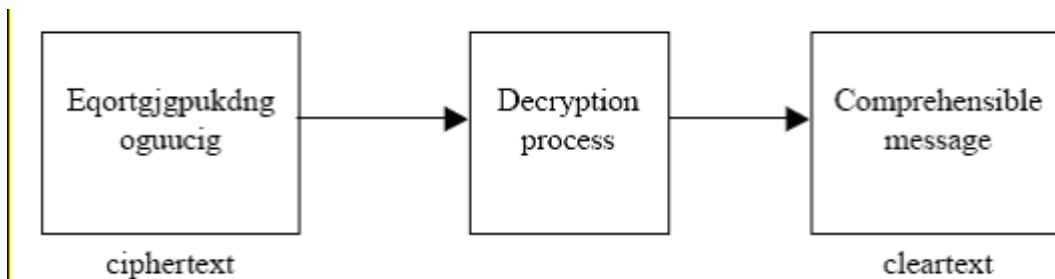 Eqortgjgpukdng
oguucig
ciphertext
Decryption
process
Comprehensible
message
cleartext